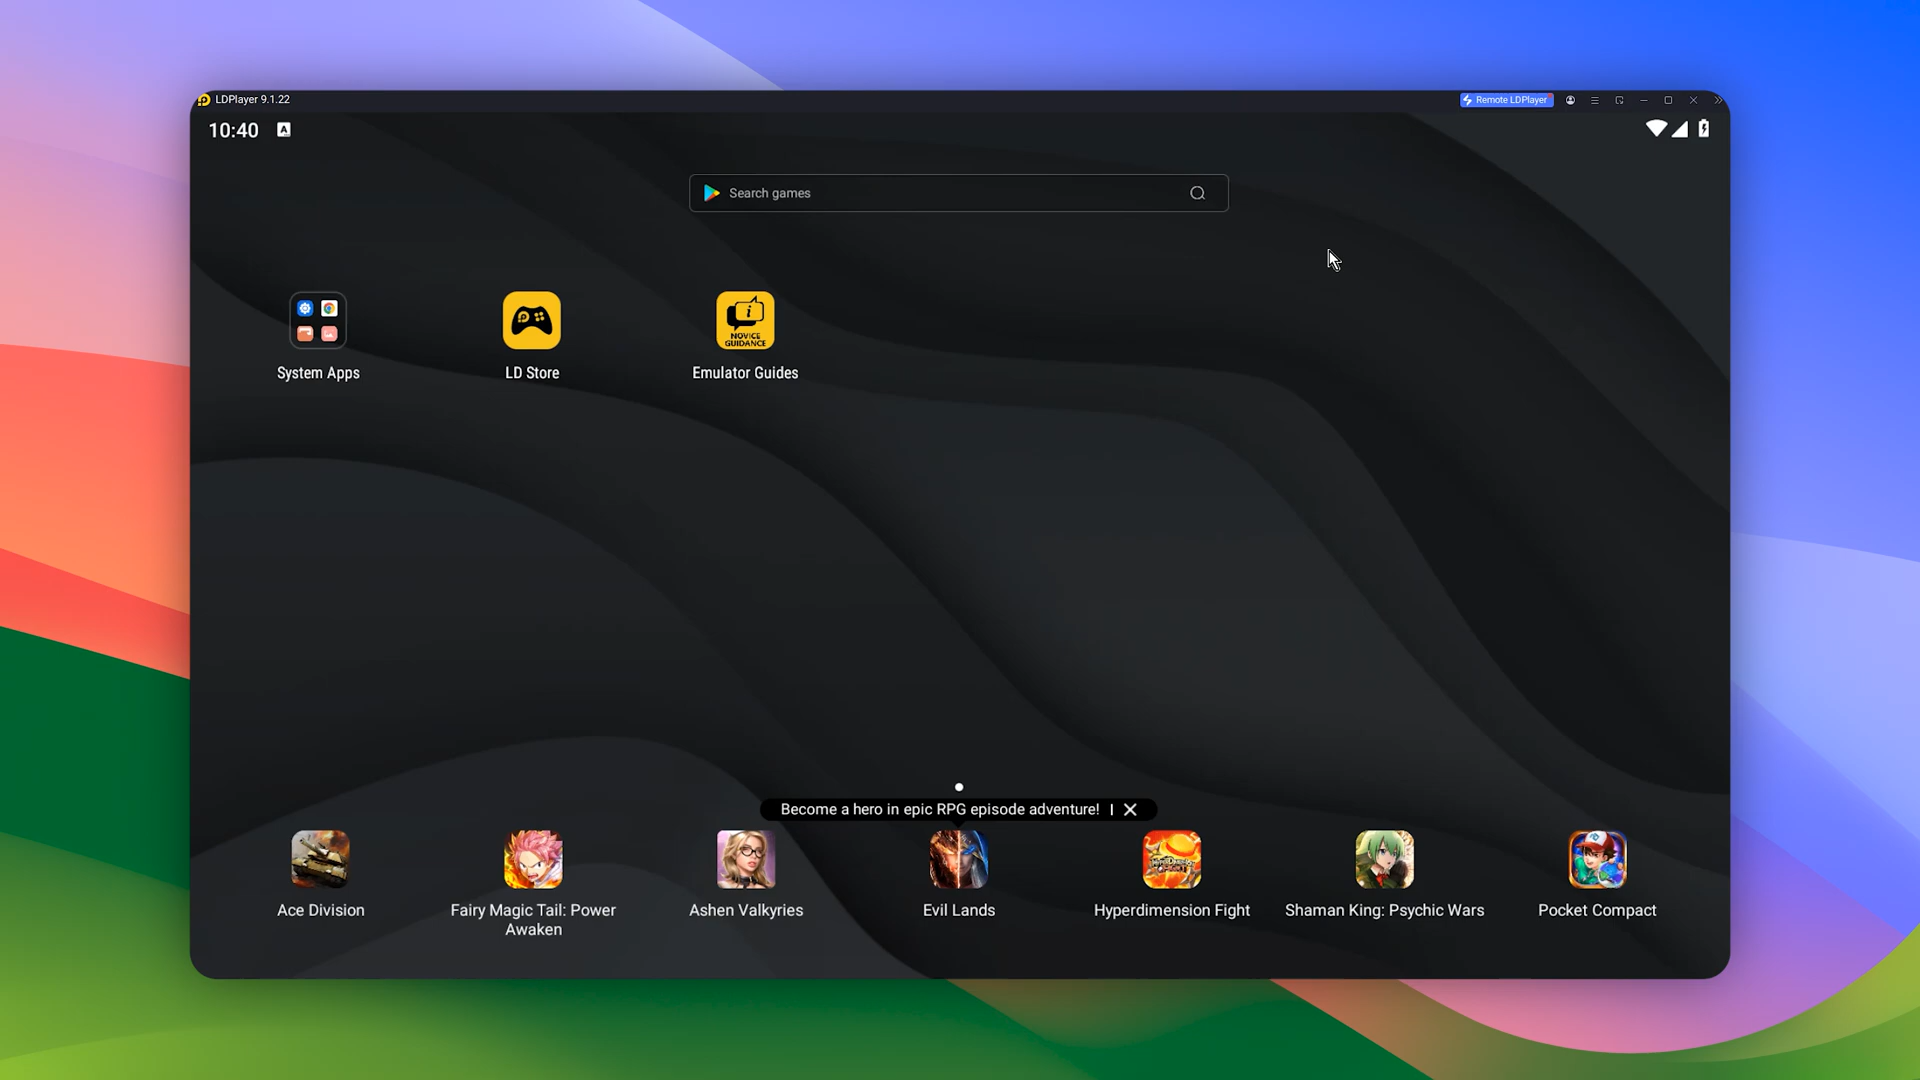 LDPlayer 9.1.22
Remote LDPlayer
10:40
A
Search games
NOVICE
GUIDANCE
System Apps
LD Store
Emulator Guides
Become a hero in epic RPG episode adventure!
Ace Division
Fairy Magic Tail: Power
Awaken
Ashen Valkyries
Evil Lands
Hyperdimension Fight
Shaman King: Psychic Wars
Pocket Compact